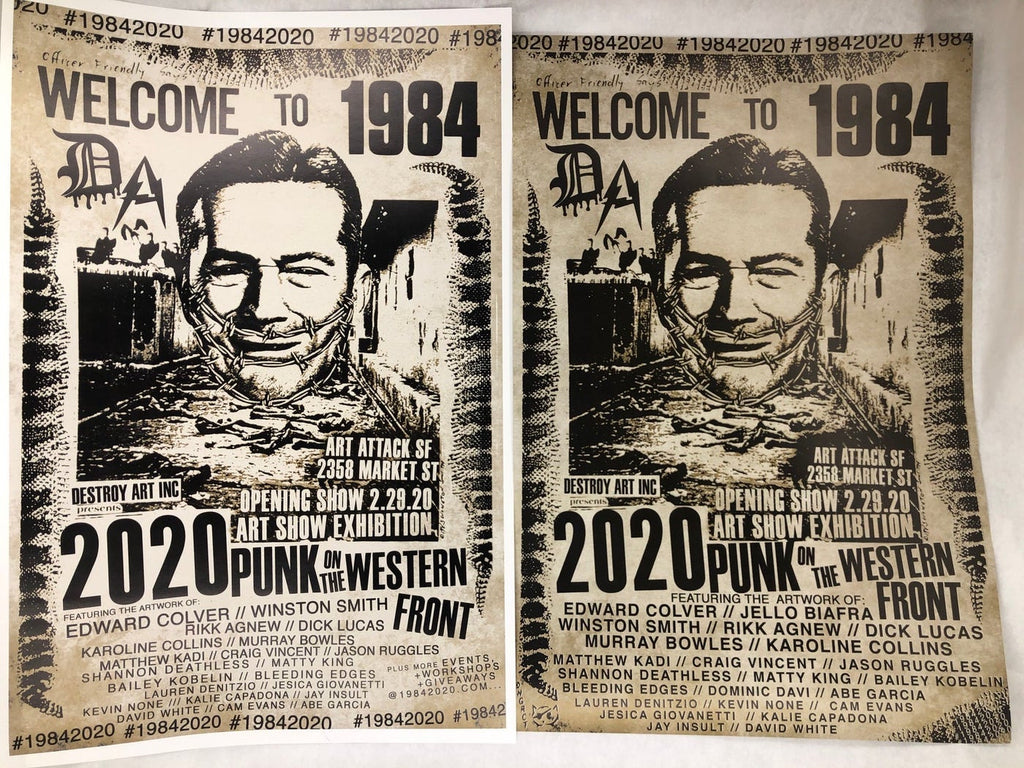 20 #19842020 #19842020 #19842020 #1984
Officer Friendly says
WELCOME TO 1984
DA
ART ATTACK SF
2358 MARKET ST
DESTROY ART INC
presents
OPENING SHOW 2.29.20
ART SHOW EXHIBITION
2020 PUNK ON THE WESTERN FRONT
FEATURING THE ARTWORK OF:
EDWARD COLVER // WINSTON SMITH
RIKK AGNEW // DICK LUCAS
KAROLINE COLLINS // MURRAY BOWLES
MATTHEW KADI // CRAIG VINCENT // JASON RUGGLES
SHANNON DEATHLESS // MATTY KING
BAILEY KOBELIN // BLEEDING EDGES
LAUREN DENITZIO // JESICA GIOVANETTI
KEVIN NONE /// KALIE CAPADONA // JAY INSULT
DAVID WHITE // CAM EVANS // ABE GARCIA
PLUS MORE EVENTS,
+WORKSHOPS
+GIVEAWAYS
@19842020.COM...
#19842020 #19842020 #19842020 #19842
2020 #19842020 #19842020 #19842020 #1984
Officer Friendly says
WELCOME TO 1984
DA
ART ATTACK SF
2358 MARKET ST
DESTROY ART INC
presents
OPENING SHOW 2.29.20
ART SHOW EXHIBITION
2020 PUNK ON THE WESTERN FRONT
FEATURING THE ARTWORK OF:
EDWARD COLVER // JELLO BIAFRA
WINSTON SMITH // RIKK AGNEW // DICK LUCAS
MURRAY BOWLES // KAROLINE COLLINS
MATTHEW KADI // CRAIG VINCENT // JASON RUGGLES
SHANNON DEATHLESS // MATTY KING // BAILEY KOBELIN
BLEEDING EDGES // DOMINIC DAVI // ABE GARCIA
LAUREN DENITZIO // KEVIN NONE // CAM EVANS
JESICA GIOVANETTI // KALIE CAPADONA
JAY INSULT // DAVID WHITE